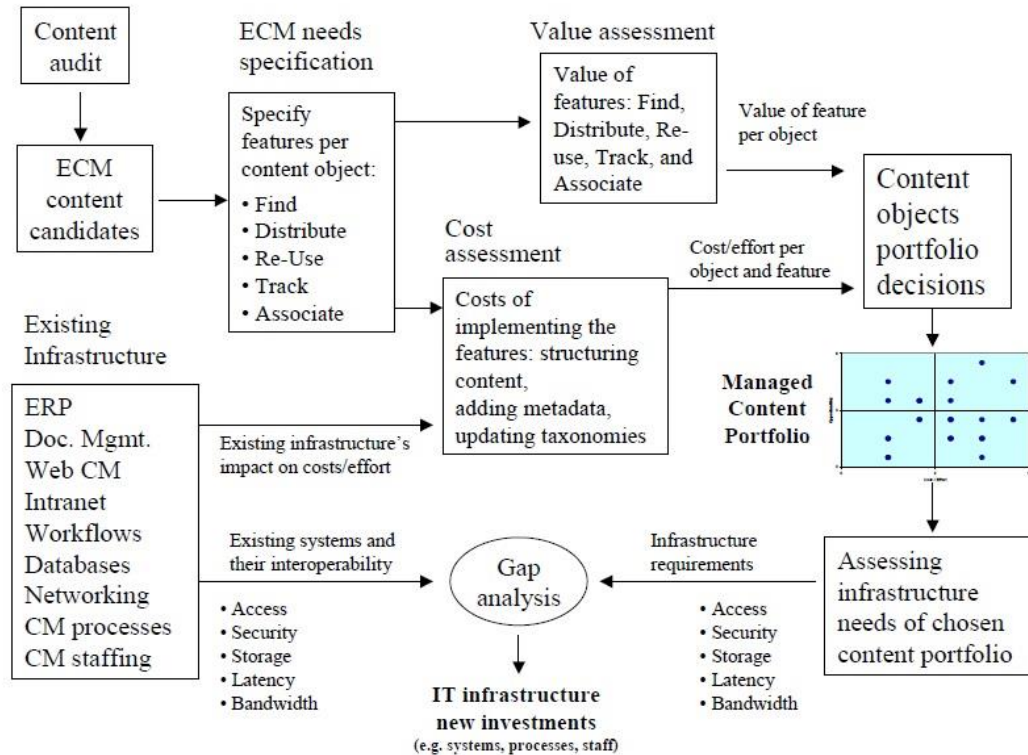 Content
audit
ECM content
candidates
ECM needs
specification
Specify
features per
content object:
• Find
• Distribute
• Re-Use
• Track
• Associate
Value assessment
Value of
features: Find,
Distribute, Re-
use, Track, and
Associate
Value of feature
per object
Cost
assessment
Costs of
implementing the
features: structuring
content,
adding metadata,
updating taxonomies
Cost/effort per
object and feature
Content
objects
portfolio
decisions
Existing
Infrastructure
ERP
Doc. Mgmt.
Web CM
Intranet
Workflows
Databases
Networking
CM processes
CM staffing
Existing infrastructure's
impact on costs/effort
Managed
Content
Portfolio
Existing systems and
their interoperability
• Access
• Security
• Storage
• Latency
• Bandwidth
Gap
analysis
Infrastructure
requirements
• Access
• Security
• Storage
• Latency
• Bandwidth
Assessing
infrastructure
needs of chosen
content portfolio
IT infrastructure
new investments
(e.g. systems, processes, staff)